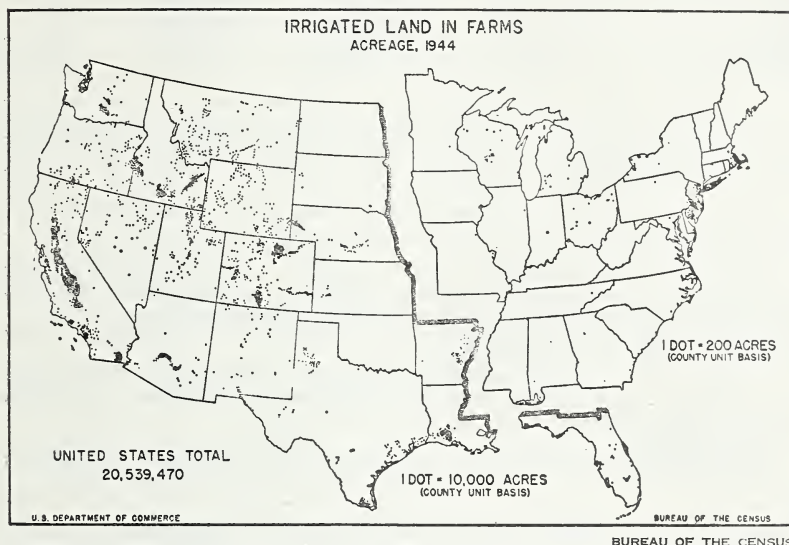 IRRIGATED LAND IN FARMS
ACREAGE, 1944
1 DOT = 200 ACRES
(COUNTY UNIT BASIS)
UNITED STATES TOTAL
20,539,470
1 DOT = 10,000 ACRES
(COUNTY UNIT BASIS)
U.S. DEPARTMENT OF COMMERCE
BUREAU OF THE CENSUS
BUREAU OF THE CENSUS